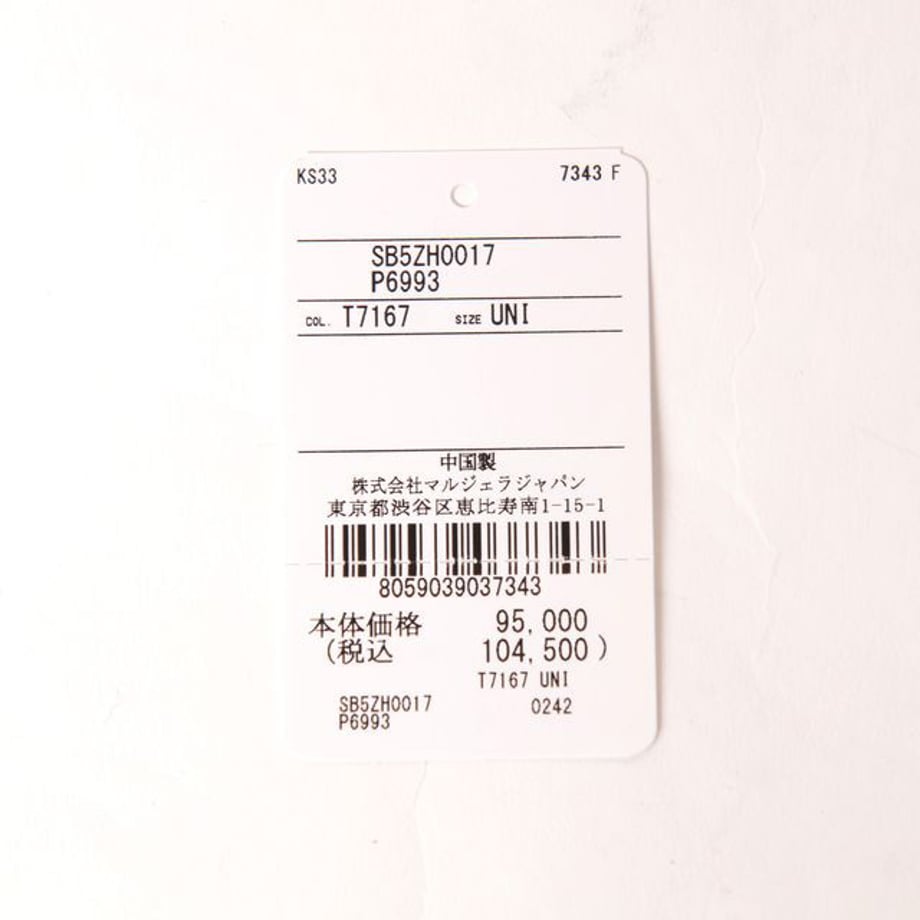 KS33 7343 F
SB5ZH0017
P6993
COL. T7167 SIZE UNI
中国製
株式会社マルジェラジャパン
東京都渋谷区恵比寿南1-15-1
8059039037343
本体価格 95,000
(税込 104,500)
T7167 UNI
SB5ZH0017 0242
P6993